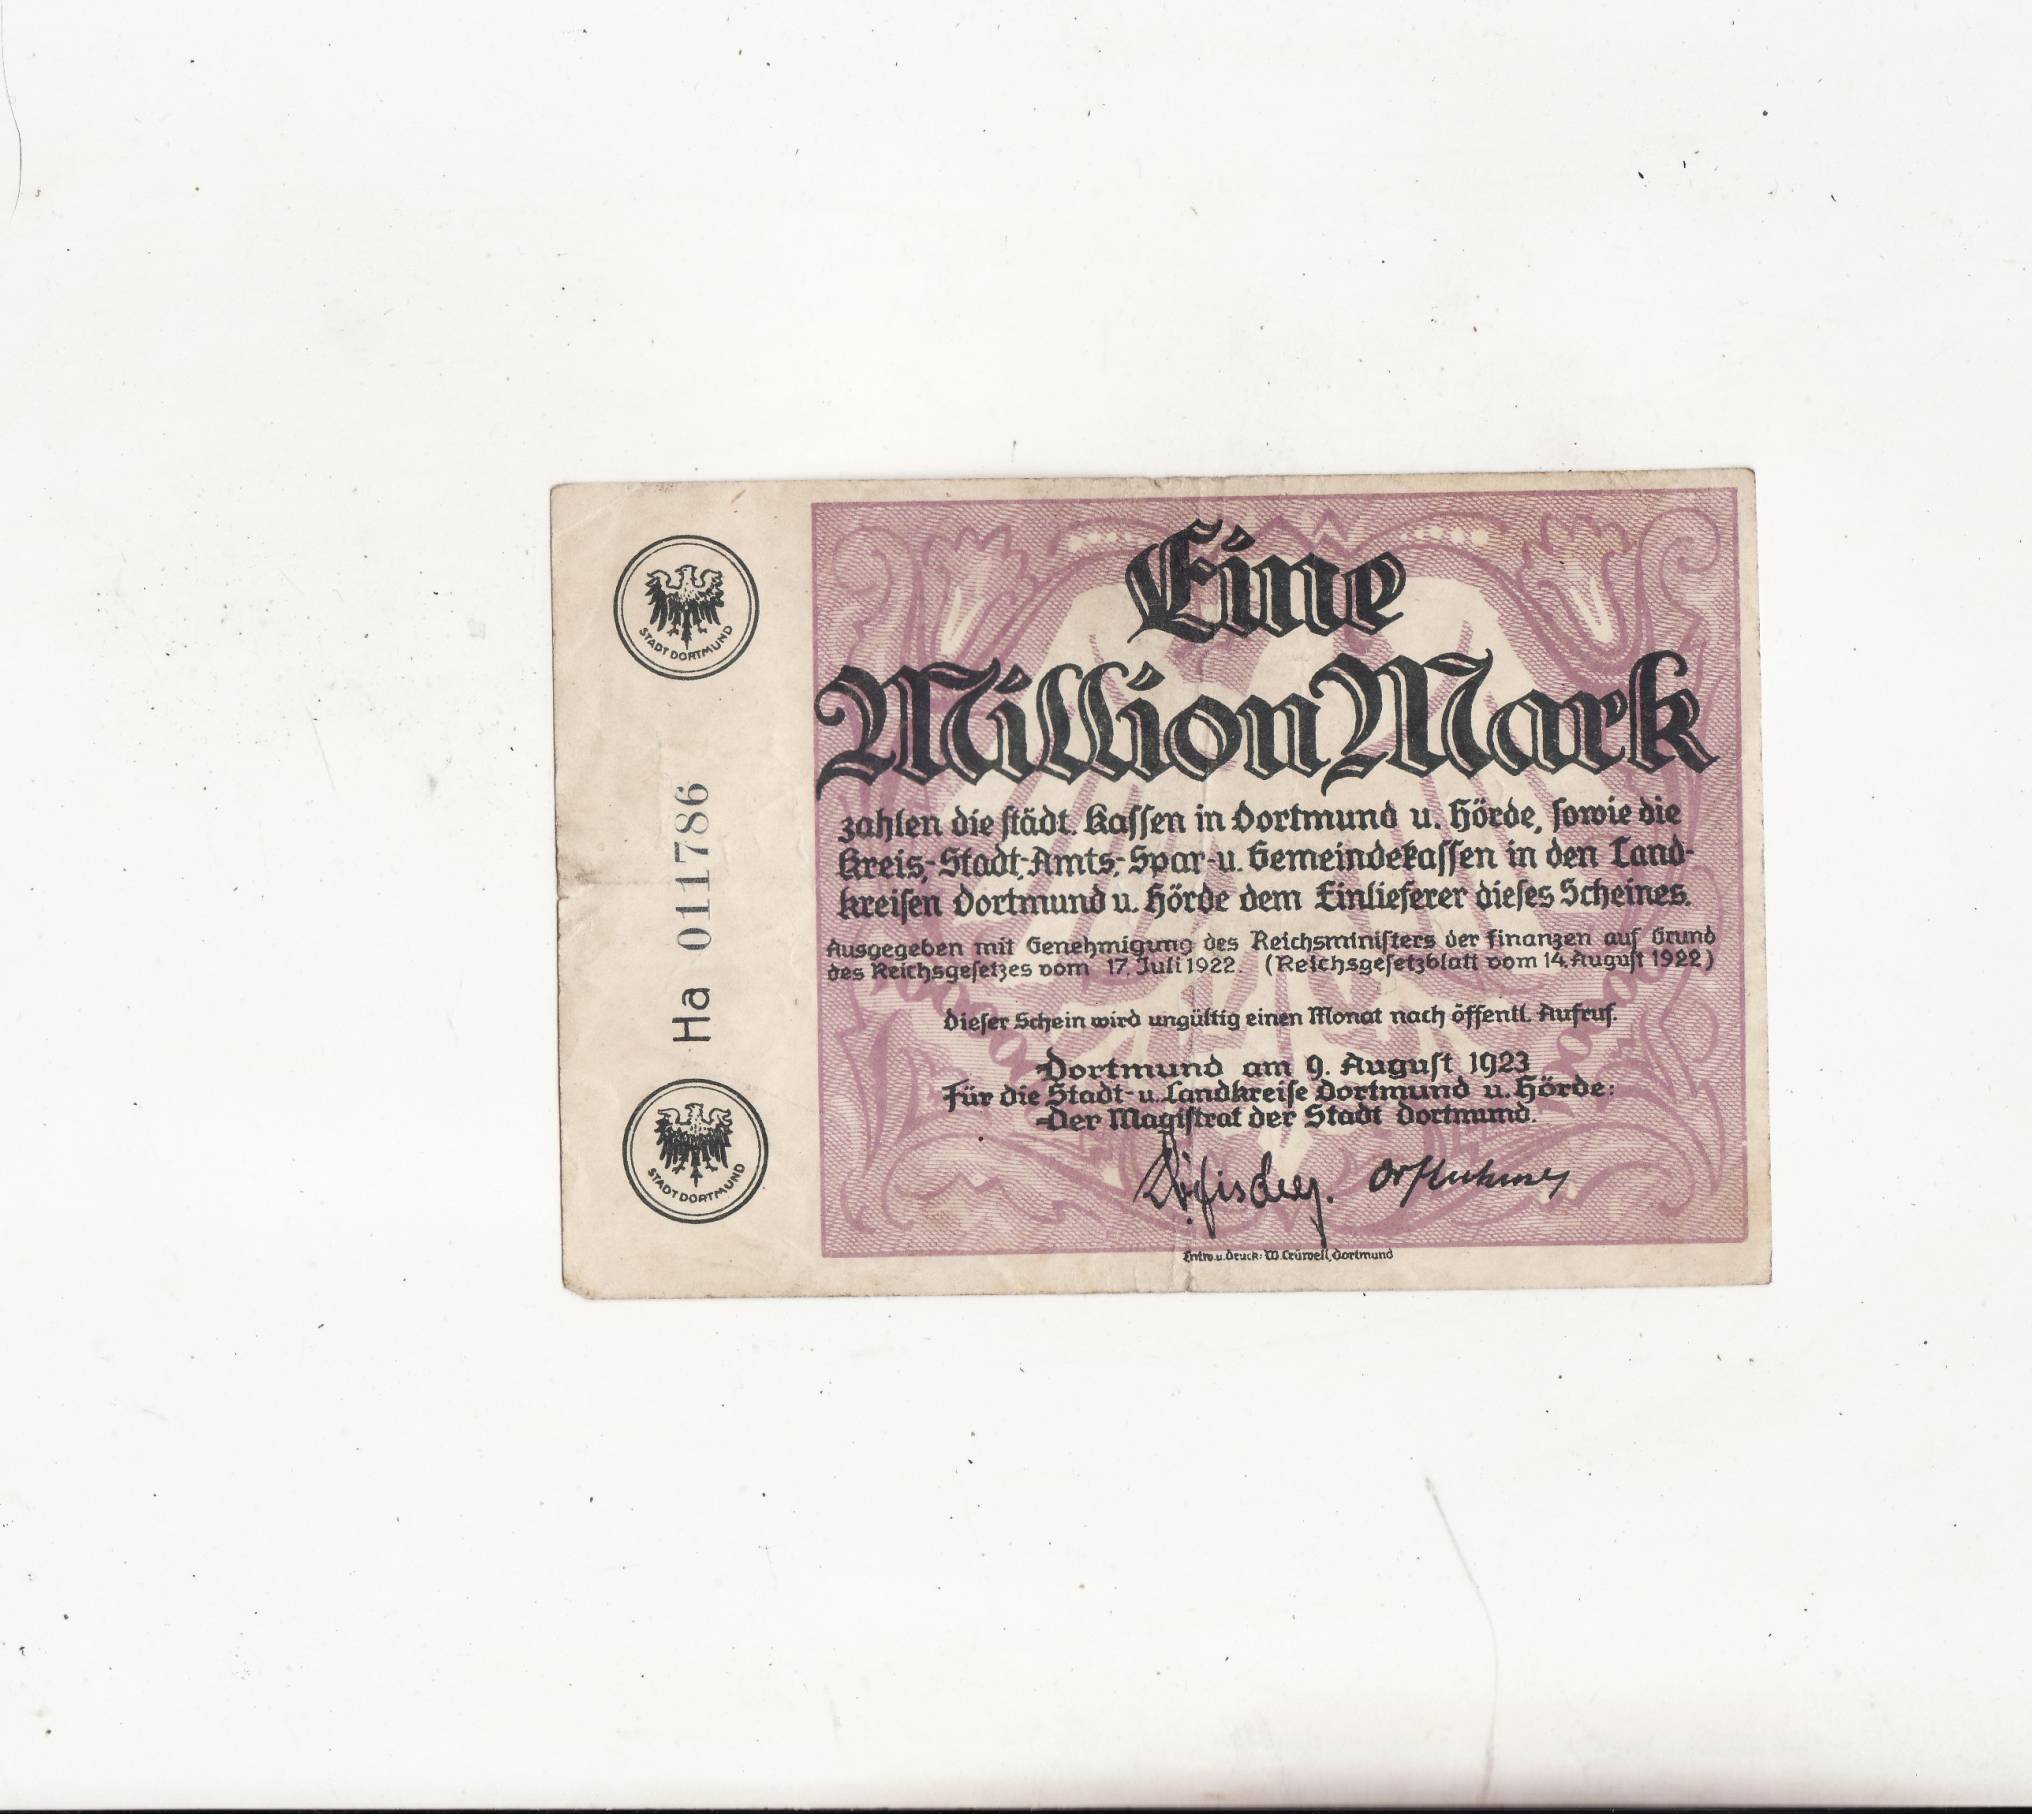 STADT DORTMUND
Ha 011786
STADT DORTMUND
Eine
Million Mark
zahlen die städt. Kassen in Dortmund u. Hörde, sowie die
Kreis-, Stadt-, Amts-, Spar- u. Gemeindekassen in den Land-
kreisen Dortmund u. Hörde dem Einlieferer dieses Scheines.
Ausgegeben mit Genehmigung des Reichsministers der Finanzen auf Grund
des Reichsgesetzes vom 17. Juli 1922. (Reichsgesetzblatt vom 14. August 1922)
Dieser Schein wird ungültig einen Monat nach öffentl. Aufruf.
Dortmund am 9. August 1923
Für die Stadt- u. Landkreise Dortmund u. Hörde:
Der Magistrat der Stadt Dortmund.
Entw. u. Druck: W. Crüwell, Dortmund